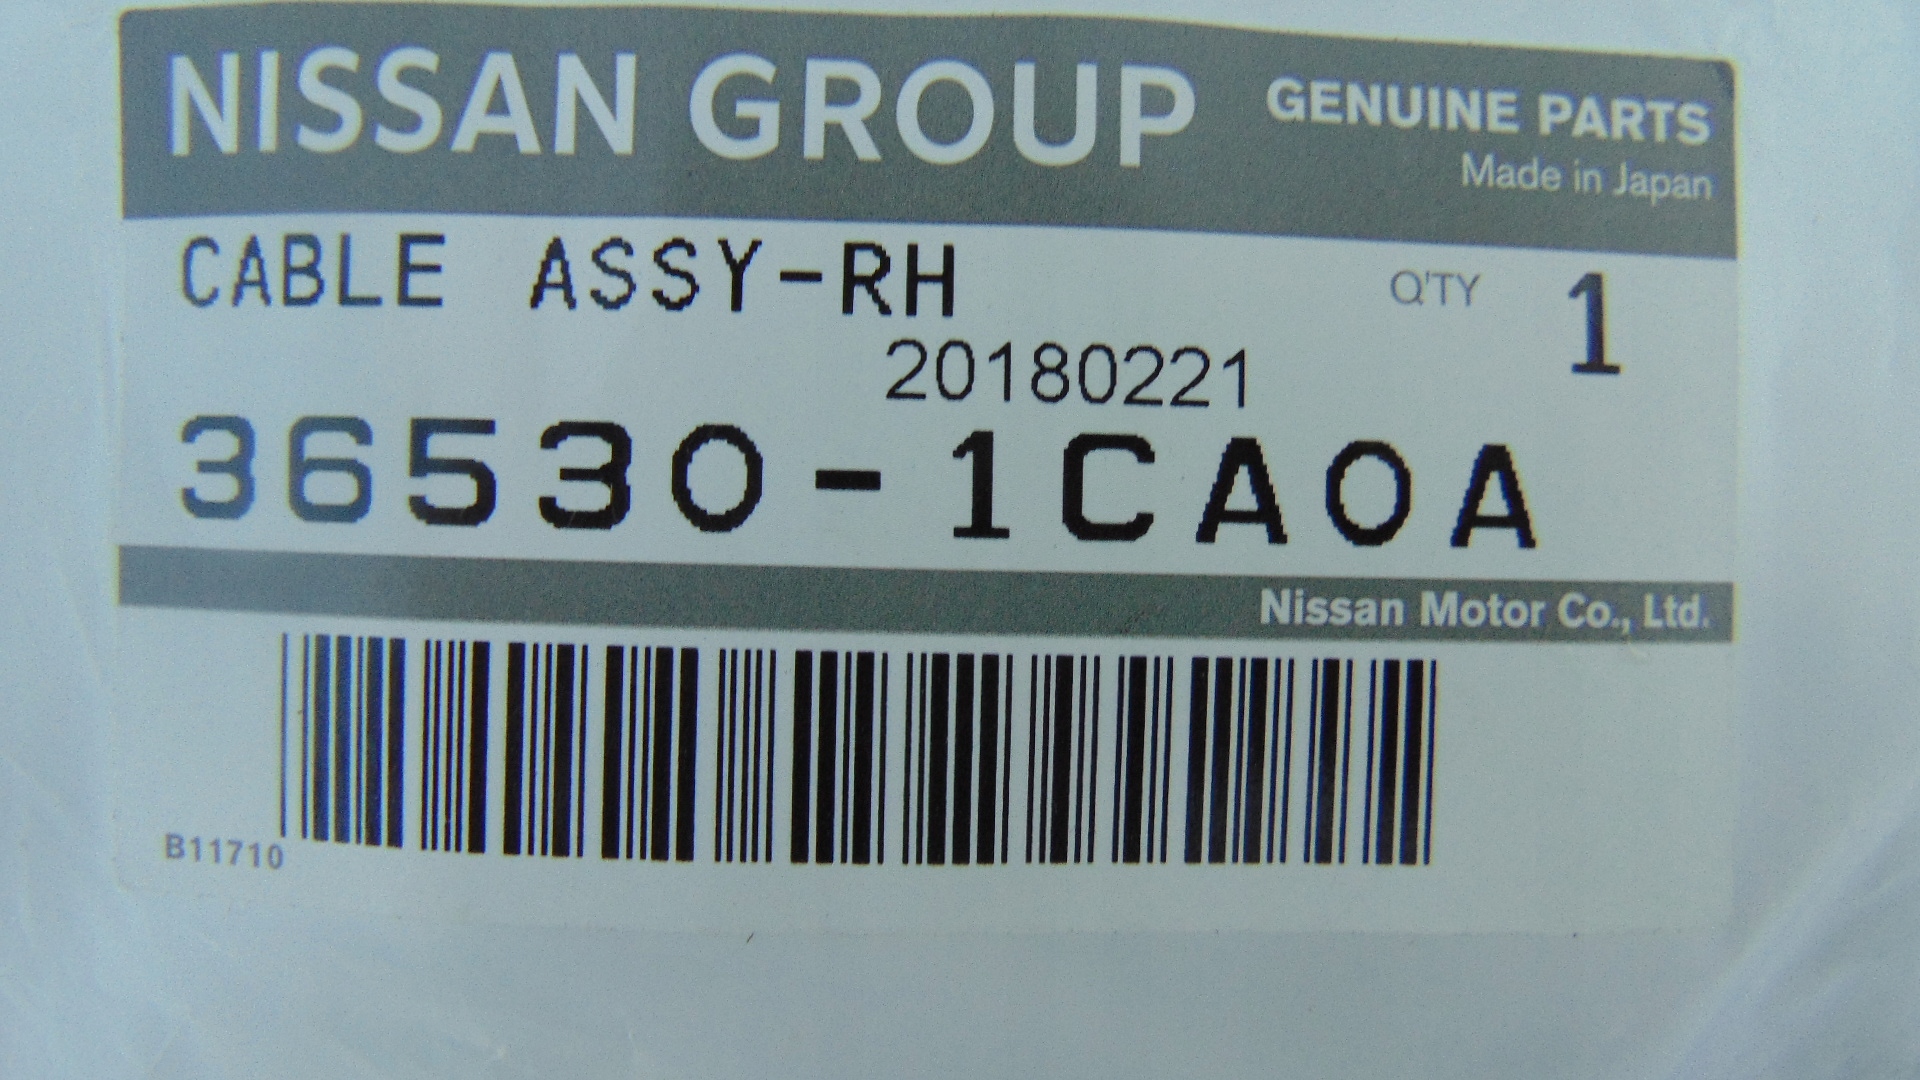 NISSAN GROUP GENUINE PARTS
Made in Japan
CABLE ASSY-RH Q'TY 1
20180221
36530-1CA0A
Nissan Motor Co., Ltd.
B11710